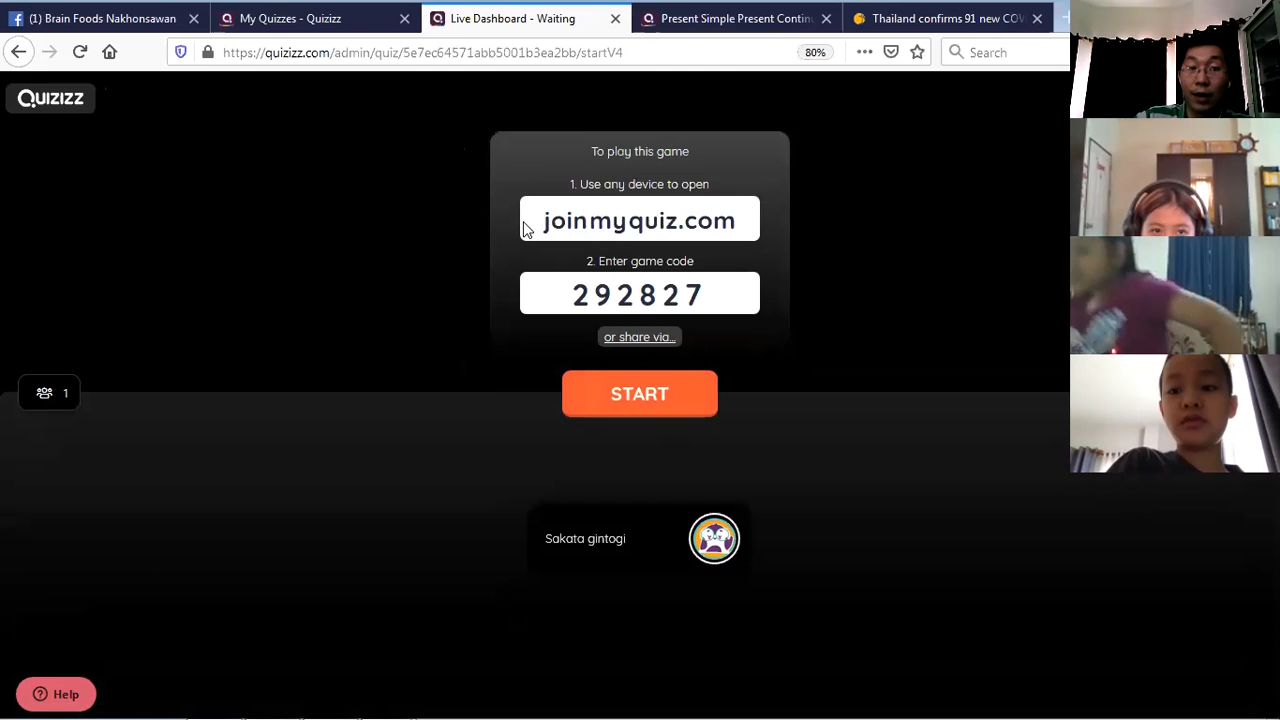 (1) Brain Foods Nakhonsawan
My Quizzes - Quizizz
Live Dashboard - Waiting
Present Simple Present Contin
Thailand confirms 91 new CO
https://quizizz.com/admin/quiz/5e7ec64571abb5001b3ea2bb/startV4
80%
Search
QUIZIZZ
To play this game
1. Use any device to open
joinmyquiz.com
2. Enter game code
292827
or share via...
START
1
Sakata gintogi
Help